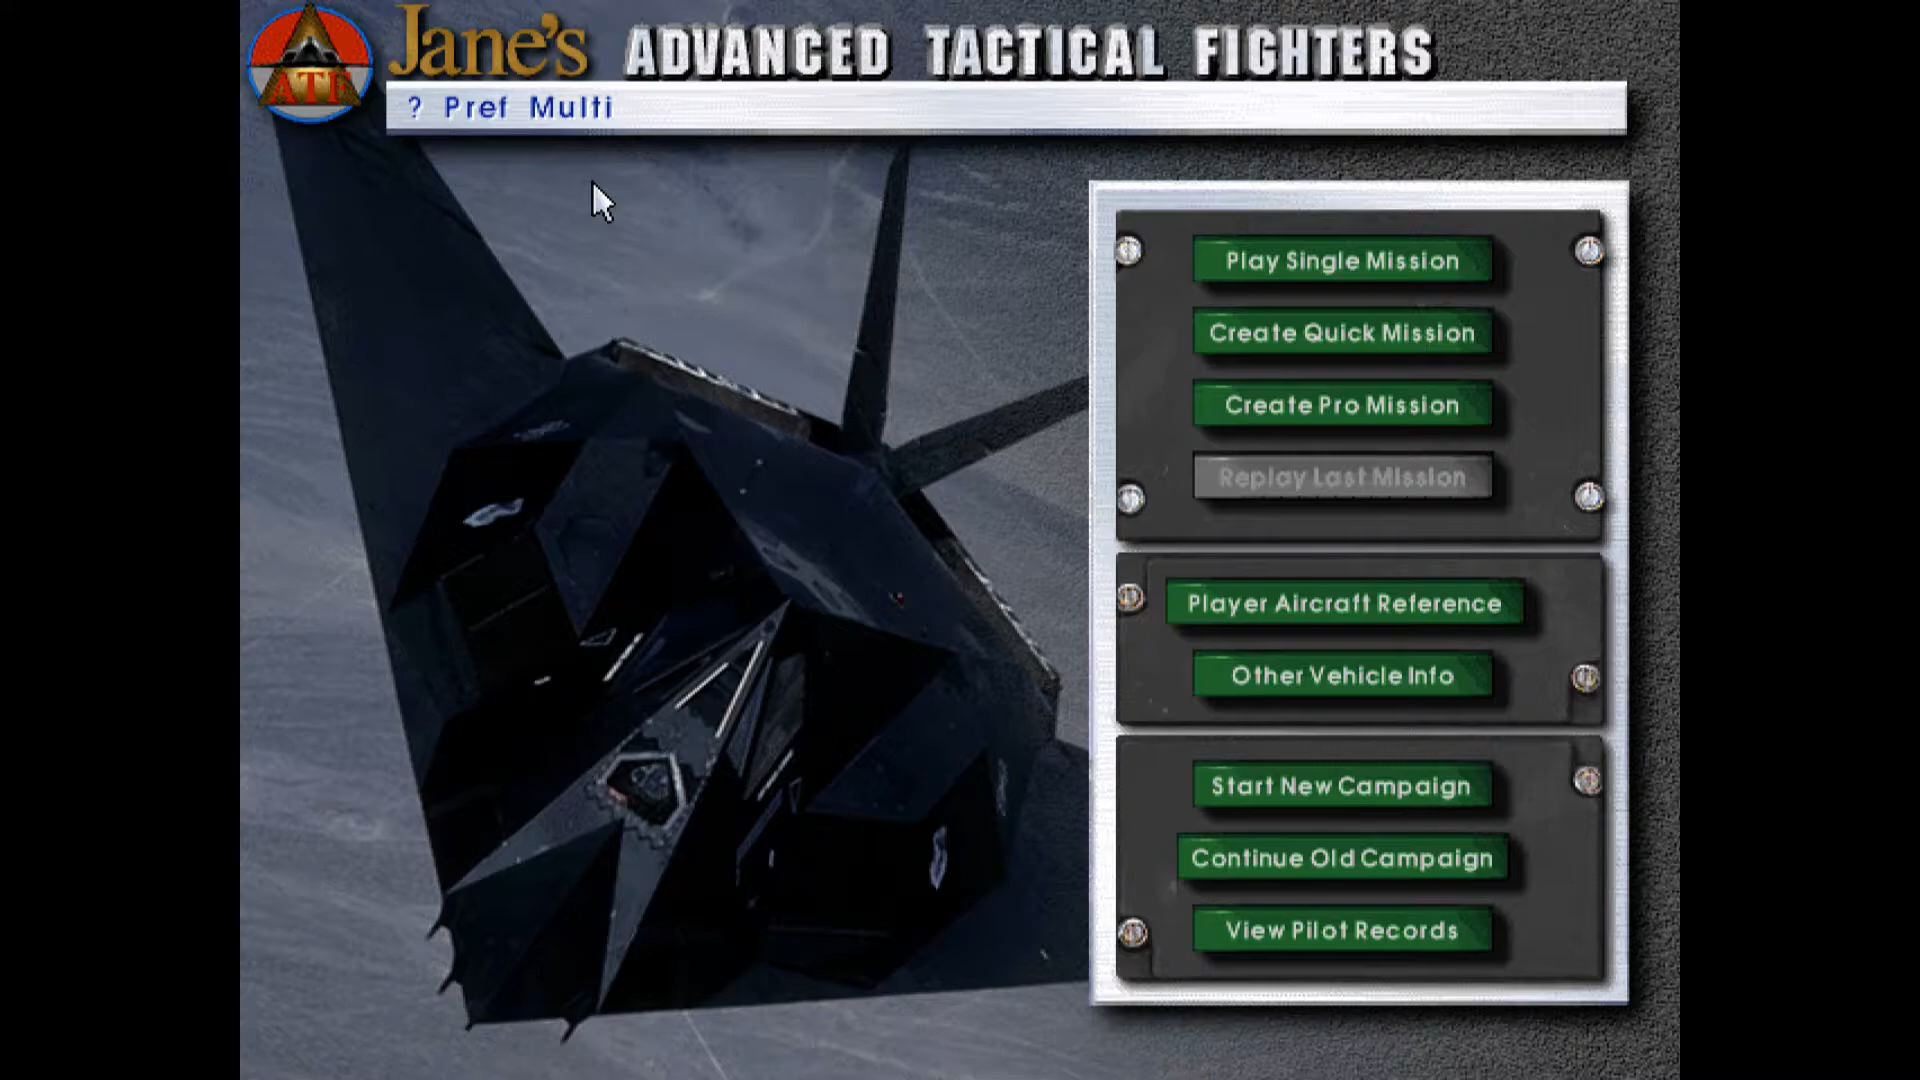 ATF
Jane's ADVANCED TACTICAL FIGHTERS
? Pref Multi
Play Single Mission
Create Quick Mission
Create Pro Mission
Replay Last Mission
Player Aircraft Reference
Other Vehicle Info
Start New Campaign
Continue Old Campaign
View Pilot Records